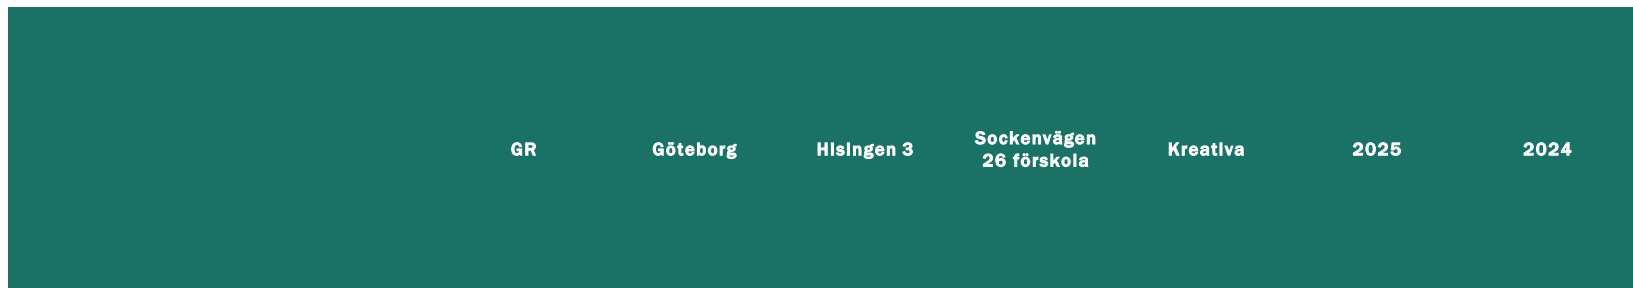 GR
Göteborg
Hisingen 3
Sockenvägen
26 förskola
Kreativa
2025
2024